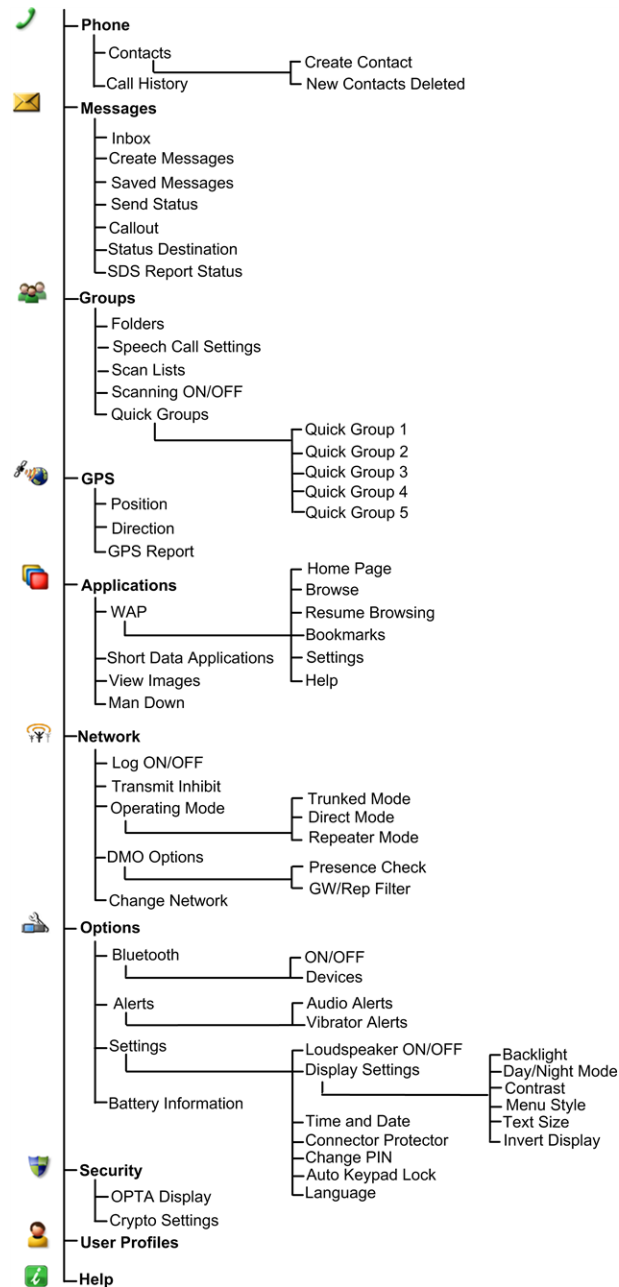 Phone
Contacts
Create Contact
Call History
New Contacts Deleted
Messages
Inbox
Create Messages
Saved Messages
Send Status
Callout
Status Destination
SDS Report Status
Groups
Folders
Speech Call Settings
Scan Lists
Scanning ON/OFF
Quick Groups
Quick Group 1
Quick Group 2
Quick Group 3
Quick Group 4
Quick Group 5
GPS
Position
Direction
GPS Report
Applications
WAP
Home Page
Browse
Resume Browsing
Bookmarks
Settings
Help
Short Data Applications
View Images
Man Down
Network
Log ON/OFF
Transmit Inhibit
Operating Mode
Trunked Mode
Direct Mode
Repeater Mode
DMO Options
Presence Check
GW/Rep Filter
Change Network
Options
Bluetooth
ON/OFF
Devices
Alerts
Audio Alerts
Vibrator Alerts
Settings
Loudspeaker ON/OFF
Display Settings
Backlight
Day/Night Mode
Contrast
Menu Style
Text Size
Invert Display
Time and Date
Connector Protector
Change PIN
Auto Keypad Lock
Language
Battery Information
Security
OPTA Display
Crypto Settings
User Profiles
Help